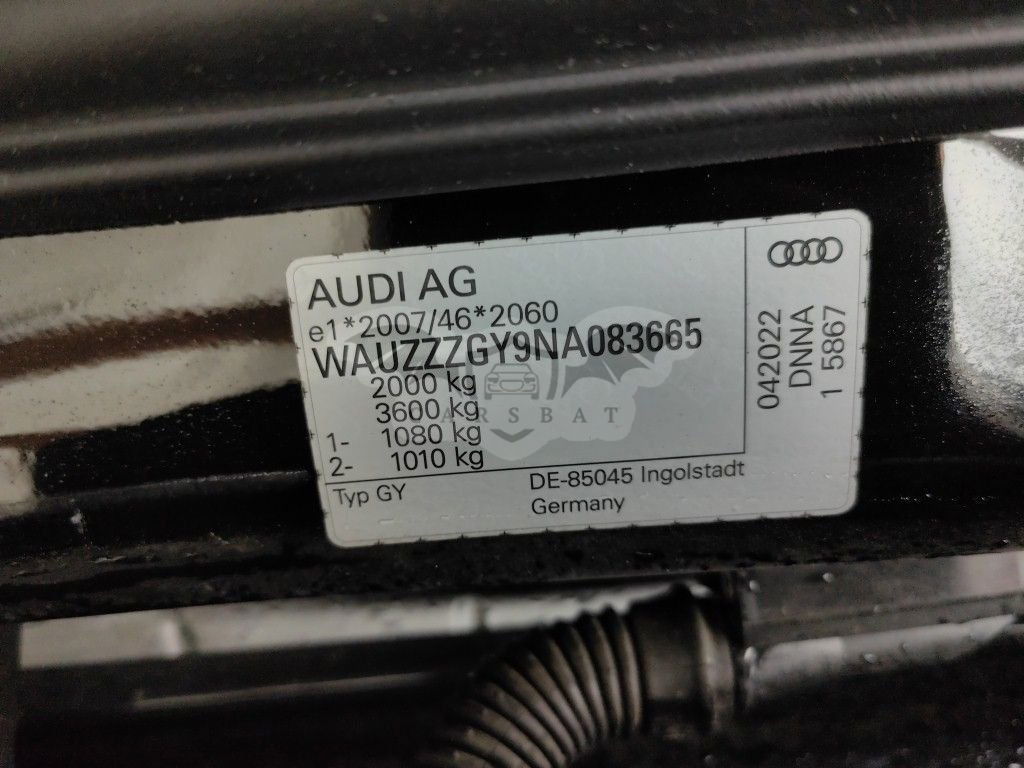 AUDI AG
e1*2007/46*2060
WAUZZZGY9NA083665
2000 kg
3600 kg
1- 1080 kg
2- 1010 kg
Typ GY
DE-85045 Ingolstadt
Germany
042022
DNNA
1 5867
ARSBAT